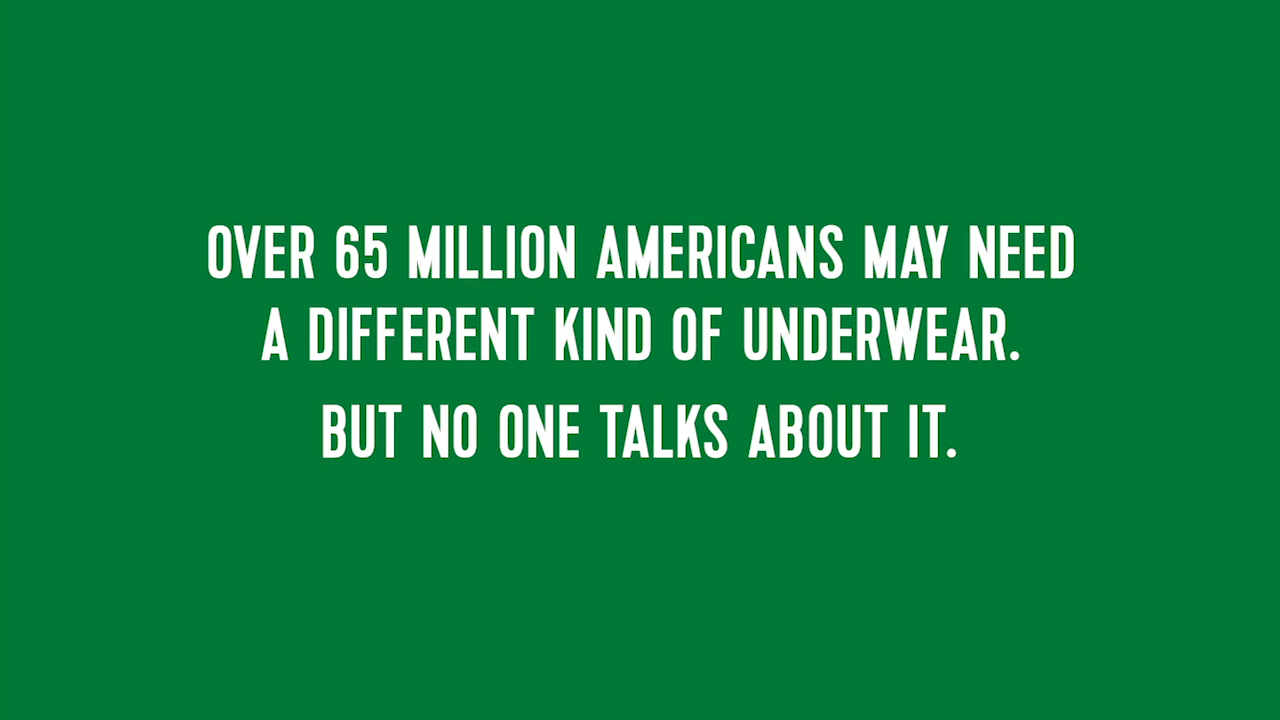 OVER 65 MILLION AMERICANS MAY NEED
A DIFFERENT KIND OF UNDERWEAR.
BUT NO ONE TALKS ABOUT IT.